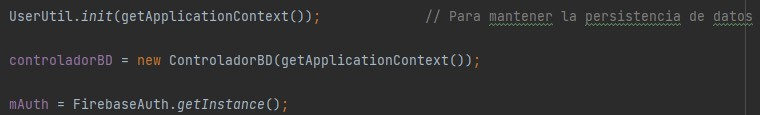 UserUtil.init(getApplicationContext());             // Para mantener la persistencia de datos
controladorBD = new ControladorBD(getApplicationContext());
mAuth = FirebaseAuth.getInstance();